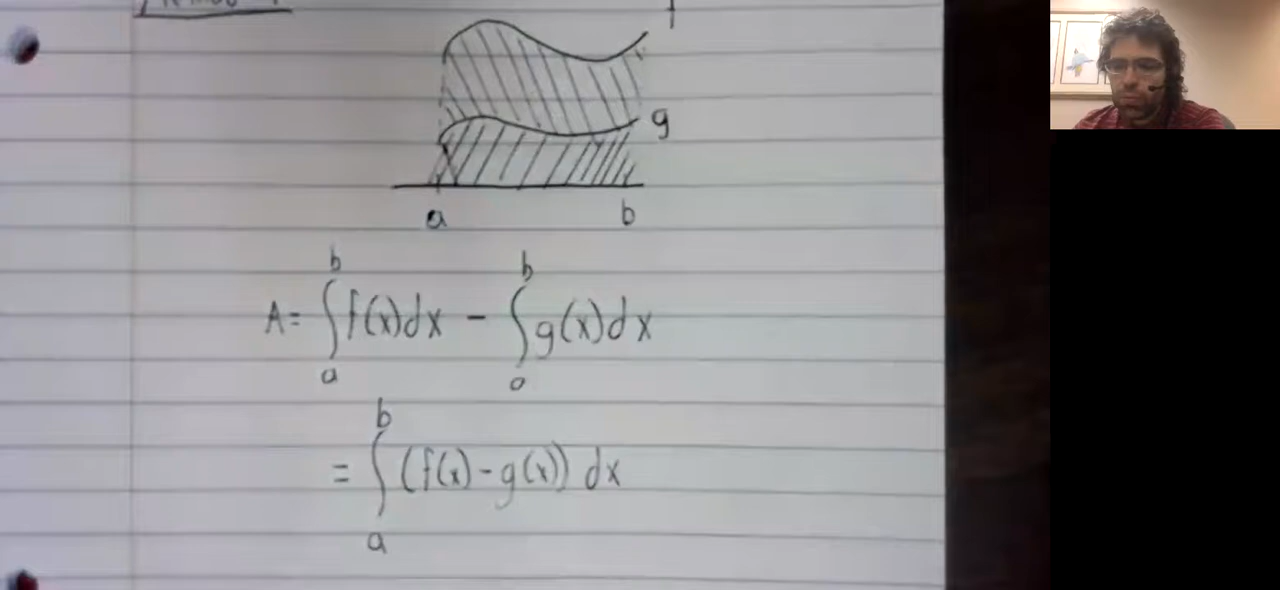 f
g
a b
A = ∫_a^b f(x)dx − ∫_a^b g(x)dx
= ∫_a^b (f(x) − g(x)) dx